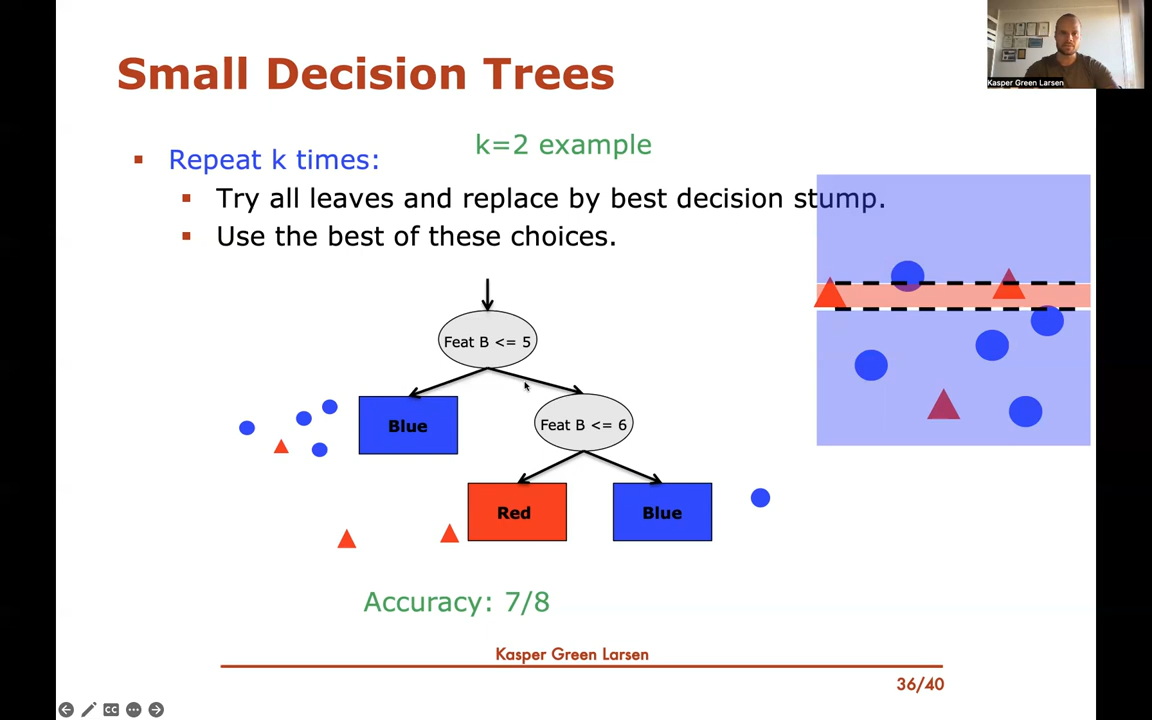 Kasper Green Larsen
Small Decision Trees
k=2 example
Repeat k times:
Try all leaves and replace by best decision stump.
Use the best of these choices.
Feat B <= 5
Blue
Feat B <= 6
Red
Blue
Accuracy: 7/8
Kasper Green Larsen
36/40
CC